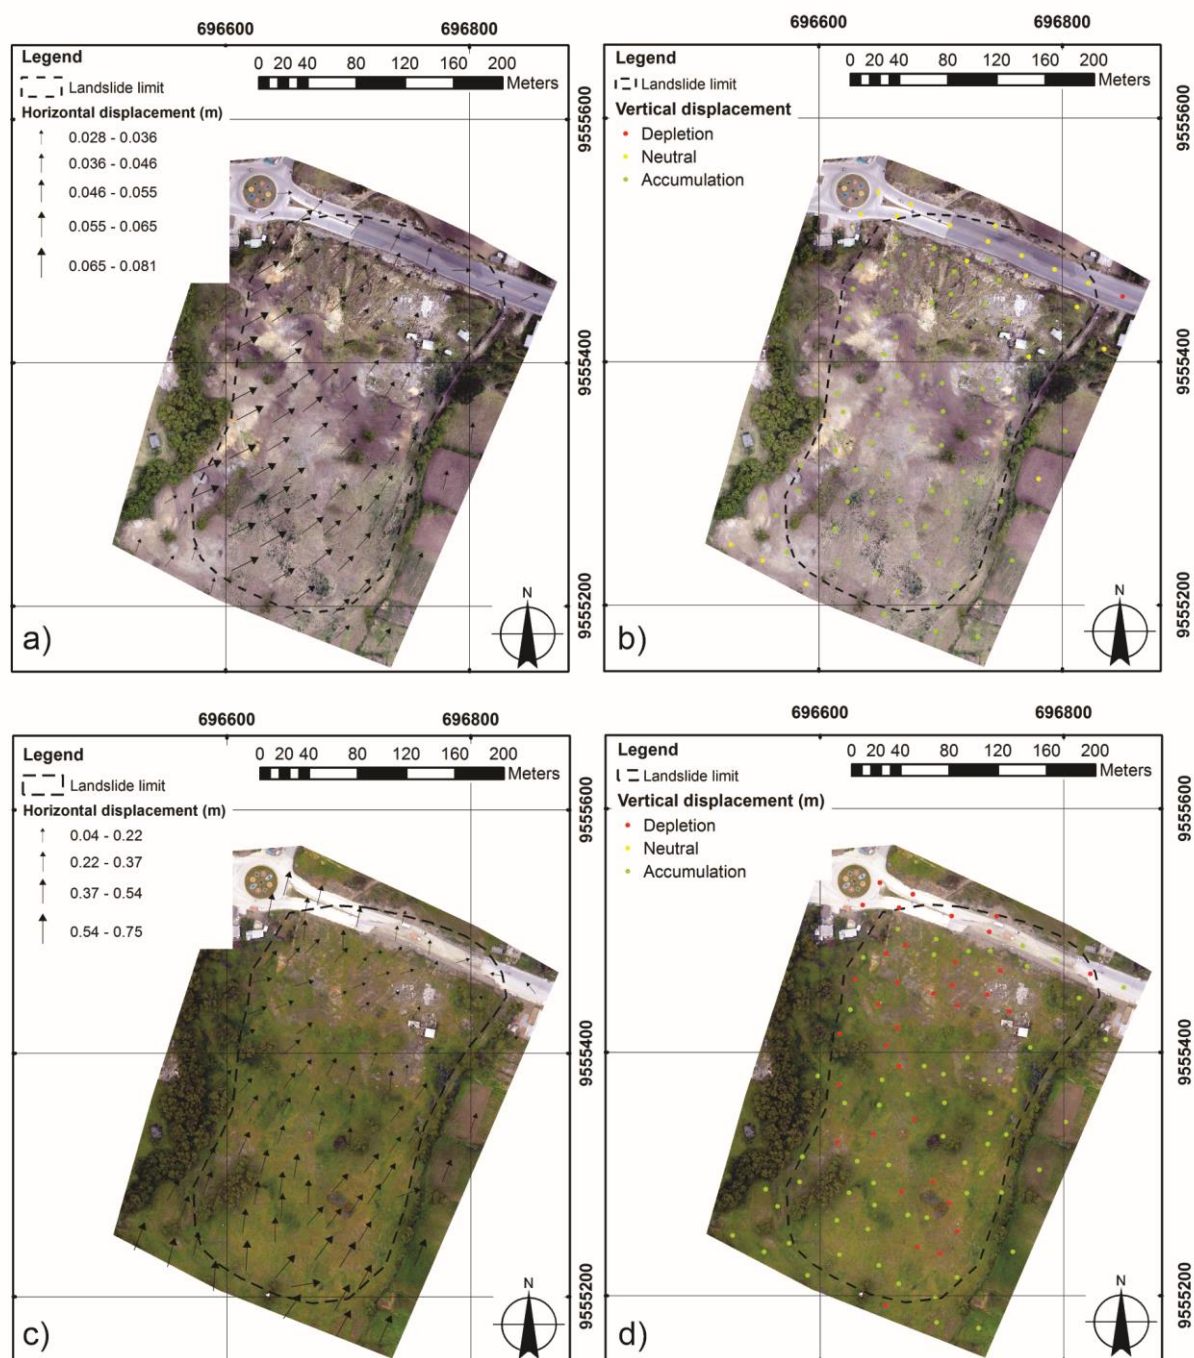 696600 696800
Legend
Landslide limit
Horizontal displacement (m)
0.028 - 0.036
0.036 - 0.046
0.046 - 0.055
0.055 - 0.065
0.065 - 0.081
0 20 40 80 120 160 200
Meters
9555600
9555400
9555200
N
a)
696600 696800
Legend
Landslide limit
Vertical displacement
Depletion
Neutral
Accumulation
0 20 40 80 120 160 200
Meters
9555600
9555400
9555200
N
b)
696600 696800
Legend
Landslide limit
Horizontal displacement (m)
0.04 - 0.22
0.22 - 0.37
0.37 - 0.54
0.54 - 0.75
0 20 40 80 120 160 200
Meters
9555600
9555400
9555200
N
c)
696600 696800
Legend
Landslide limit
Vertical displacement (m)
Depletion
Neutral
Accumulation
0 20 40 80 120 160 200
Meters
9555600
9555400
9555200
N
d)